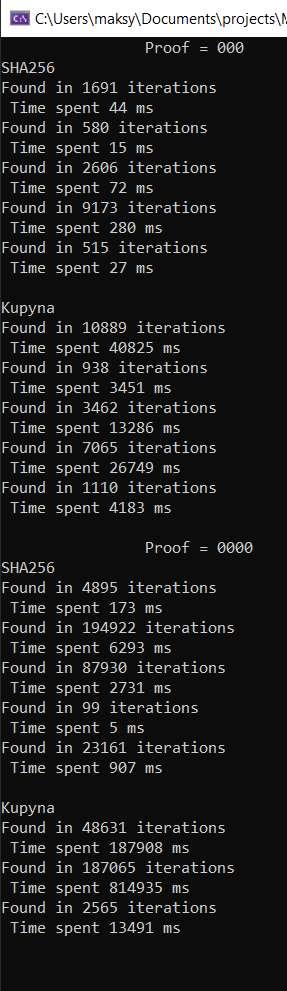 C:\Users\maksy\Documents\projects\M
Proof = 000
SHA256
Found in 1691 iterations
Time spent 44 ms
Found in 580 iterations
Time spent 15 ms
Found in 2606 iterations
Time spent 72 ms
Found in 9173 iterations
Time spent 280 ms
Found in 515 iterations
Time spent 27 ms
Kupyna
Found in 10889 iterations
Time spent 40825 ms
Found in 938 iterations
Time spent 3451 ms
Found in 3462 iterations
Time spent 13286 ms
Found in 7065 iterations
Time spent 26749 ms
Found in 1110 iterations
Time spent 4183 ms
Proof = 0000
SHA256
Found in 4895 iterations
Time spent 173 ms
Found in 194922 iterations
Time spent 6293 ms
Found in 87930 iterations
Time spent 2731 ms
Found in 99 iterations
Time spent 5 ms
Found in 23161 iterations
Time spent 907 ms
Kupyna
Found in 48631 iterations
Time spent 187908 ms
Found in 187065 iterations
Time spent 814935 ms
Found in 2565 iterations
Time spent 13491 ms